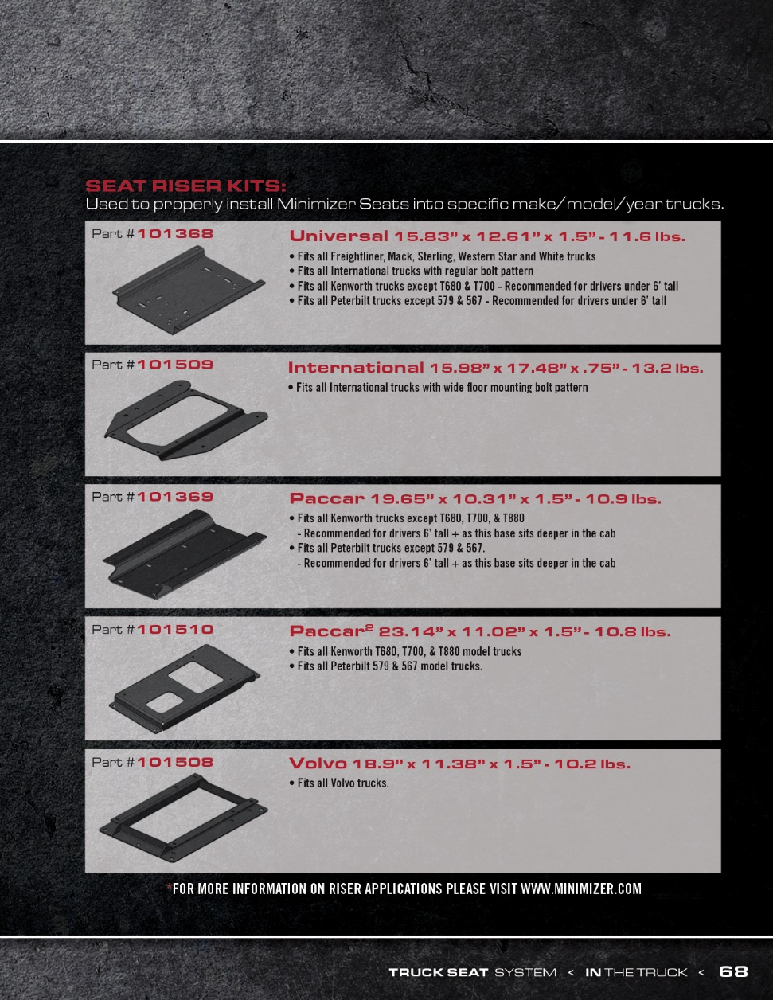 SEAT RISER KITS:
Used to properly install Minimizer Seats into specific make/model/year trucks.
Part #101368
Universal 15.83” x 12.61” x 1.5” - 11.6 lbs.
• Fits all Freightliner, Mack, Sterling, Western Star and White trucks
• Fits all International trucks with regular bolt pattern
• Fits all Kenworth trucks except T680 & T700 - Recommended for drivers under 6’ tall
• Fits all Peterbilt trucks except 579 & 567 - Recommended for drivers under 6’ tall
Part #101509
International 15.98” x 17.48” x .75” - 13.2 lbs.
• Fits all International trucks with wide floor mounting bolt pattern
Part #101369
Paccar 19.65” x 10.31” x 1.5” - 10.9 lbs.
• Fits all Kenworth trucks except T680, T700, & T880
- Recommended for drivers 6’ tall + as this base sits deeper in the cab
• Fits all Peterbilt trucks except 579 & 567.
- Recommended for drivers 6’ tall + as this base sits deeper in the cab
Part #101510
Paccar² 23.14” x 11.02” x 1.5” - 10.8 lbs.
• Fits all Kenworth T680, T700, & T880 model trucks
• Fits all Peterbilt 579 & 567 model trucks.
Part #101508
Volvo 18.9” x 11.38” x 1.5” - 10.2 lbs.
• Fits all Volvo trucks.
*FOR MORE INFORMATION ON RISER APPLICATIONS PLEASE VISIT WWW.MINIMIZER.COM
TRUCK SEAT SYSTEM < IN THE TRUCK < 68